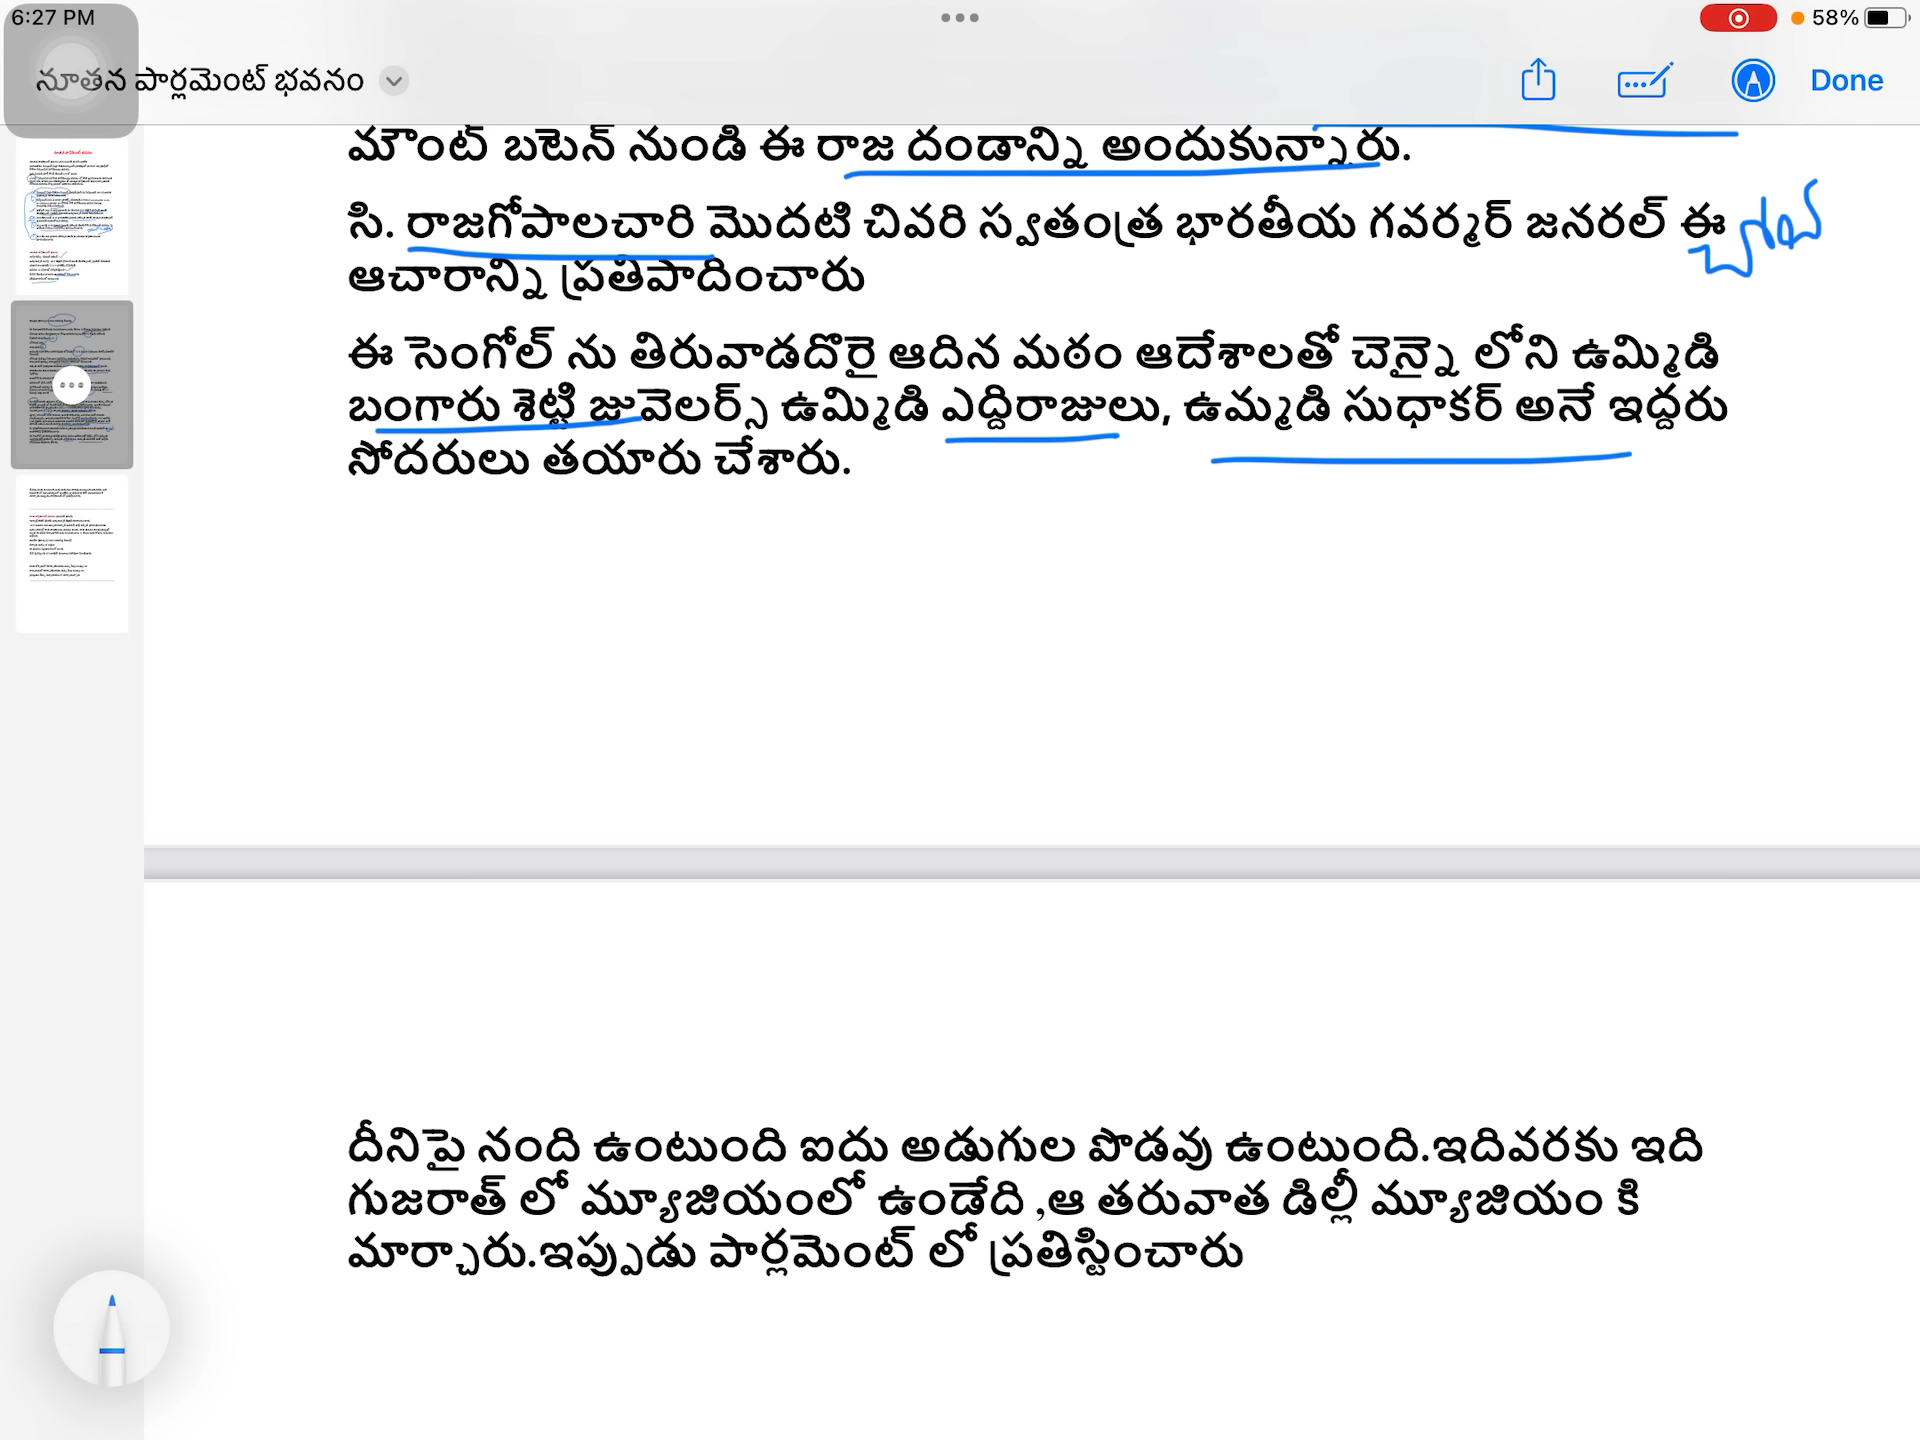 6:27 PM
58%
నూతన పార్లమెంట్ భవనం
Done
మౌంట్ బటెన్ నుండి ఈ రాజ దండాన్ని అందుకున్నారు.
సి. రాజగోపాలచారి మొదటి చివరి స్వతంత్ర భారతీయ గవర్నర్ జనరల్ ఈ
ఆచారాన్ని ప్రతిపాదించారు
ఈ సెంగోల్ ను తిరువాడదొరై ఆదిన మఠం ఆదేశాలతో చెన్నై లోని ఉమ్మిడి
బంగారు శెట్టి జువెలర్స్ ఉమ్మిడి ఎద్దిరాజులు, ఉమ్మడి సుధాకర్ అనే ఇద్దరు
సోదరులు తయారు చేశారు.
దీనిపై నంది ఉంటుంది ఐదు అడుగుల పొడవు ఉంటుంది.ఇదివరకు ఇది
గుజరాత్ లో మ్యూజియంలో ఉండేది ,ఆ తరువాత డిల్లీ మ్యూజియం కి
మార్చారు.ఇప్పుడు పార్లమెంట్ లో ప్రతిస్టించారు